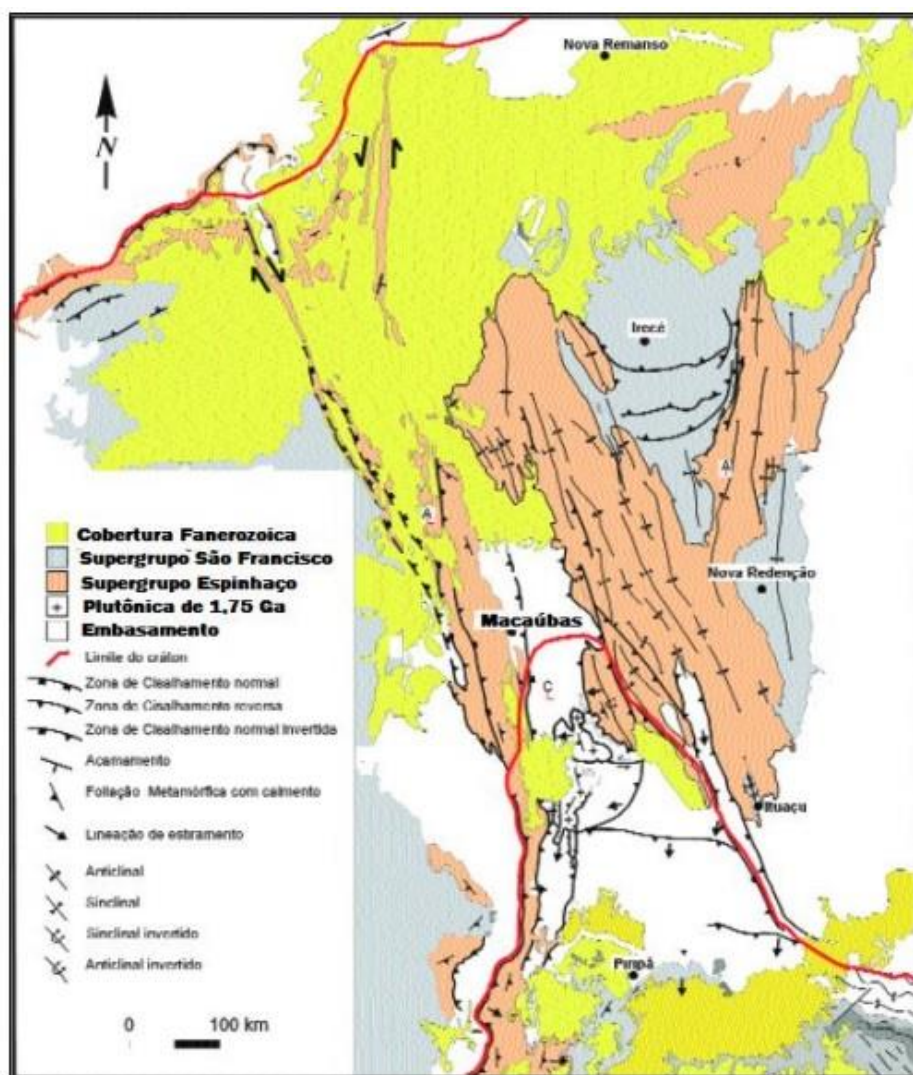 Nova Remanso
N
Irecê
A
A
Nova Redenção
Macaúbas
C
Ituaçu
Piripá
Cobertura Fanerozoica
Supergrupo São Francisco
Supergrupo Espinhaço
Plutônica de 1,75 Ga
Embasamento
Limite do cráton
Zona de Cisalhamento normal
Zona de Cisalhamento reversa
Zona de Cisalhamento normal Invertida
Acamamento
Foliação Metamórfica com caimento
Lineação de estiramento
Anticlinal
Sinclinal
Sinclinal invertido
Anticlinal invertido
0 100 km